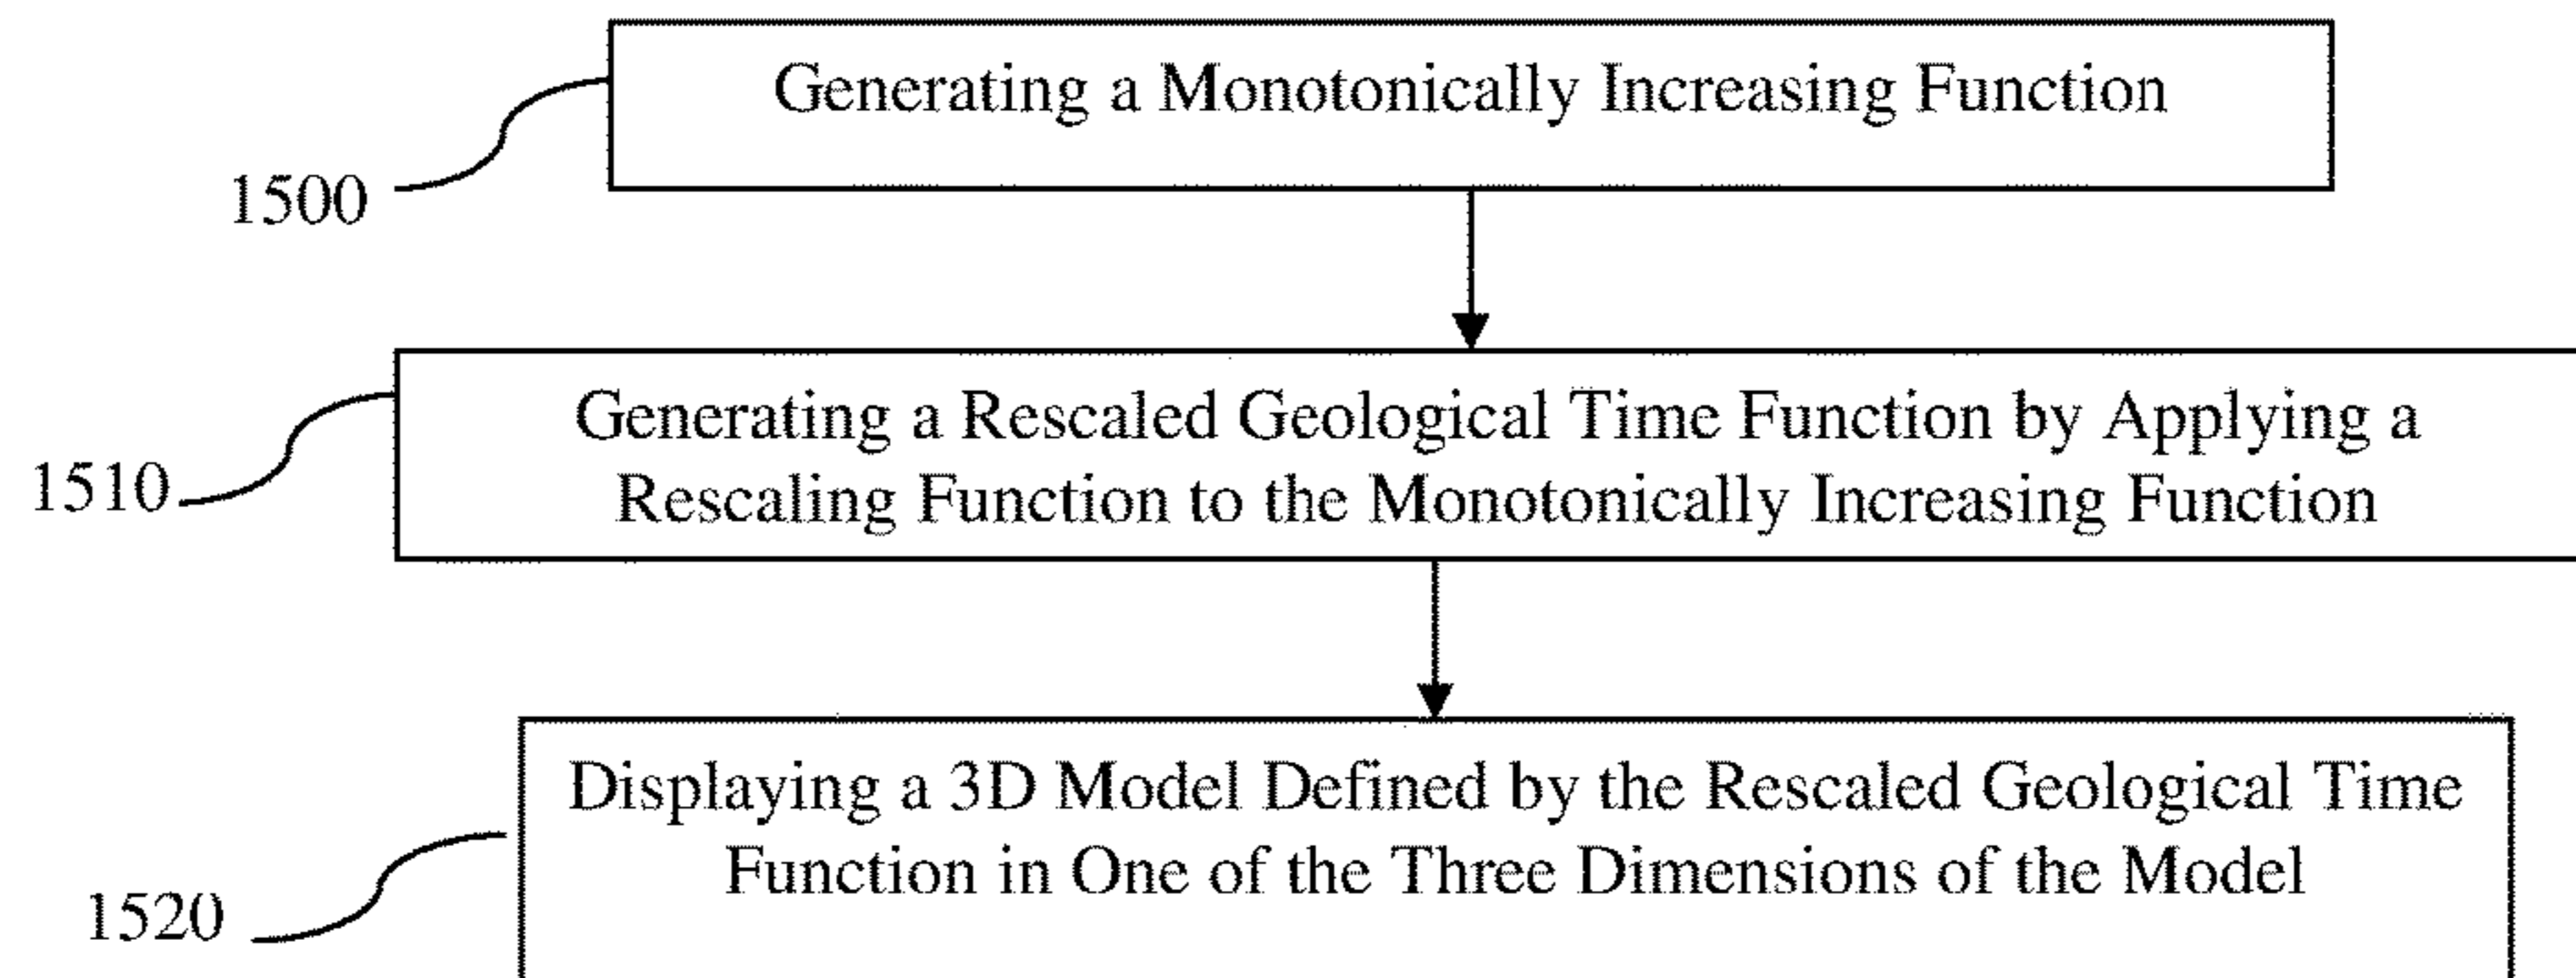 Generating a Monotonically Increasing Function
1500
Generating a Rescaled Geological Time Function by Applying a
Rescaling Function to the Monotonically Increasing Function
1510
Displaying a 3D Model Defined by the Rescaled Geological Time
Function in One of the Three Dimensions of the Model
1520